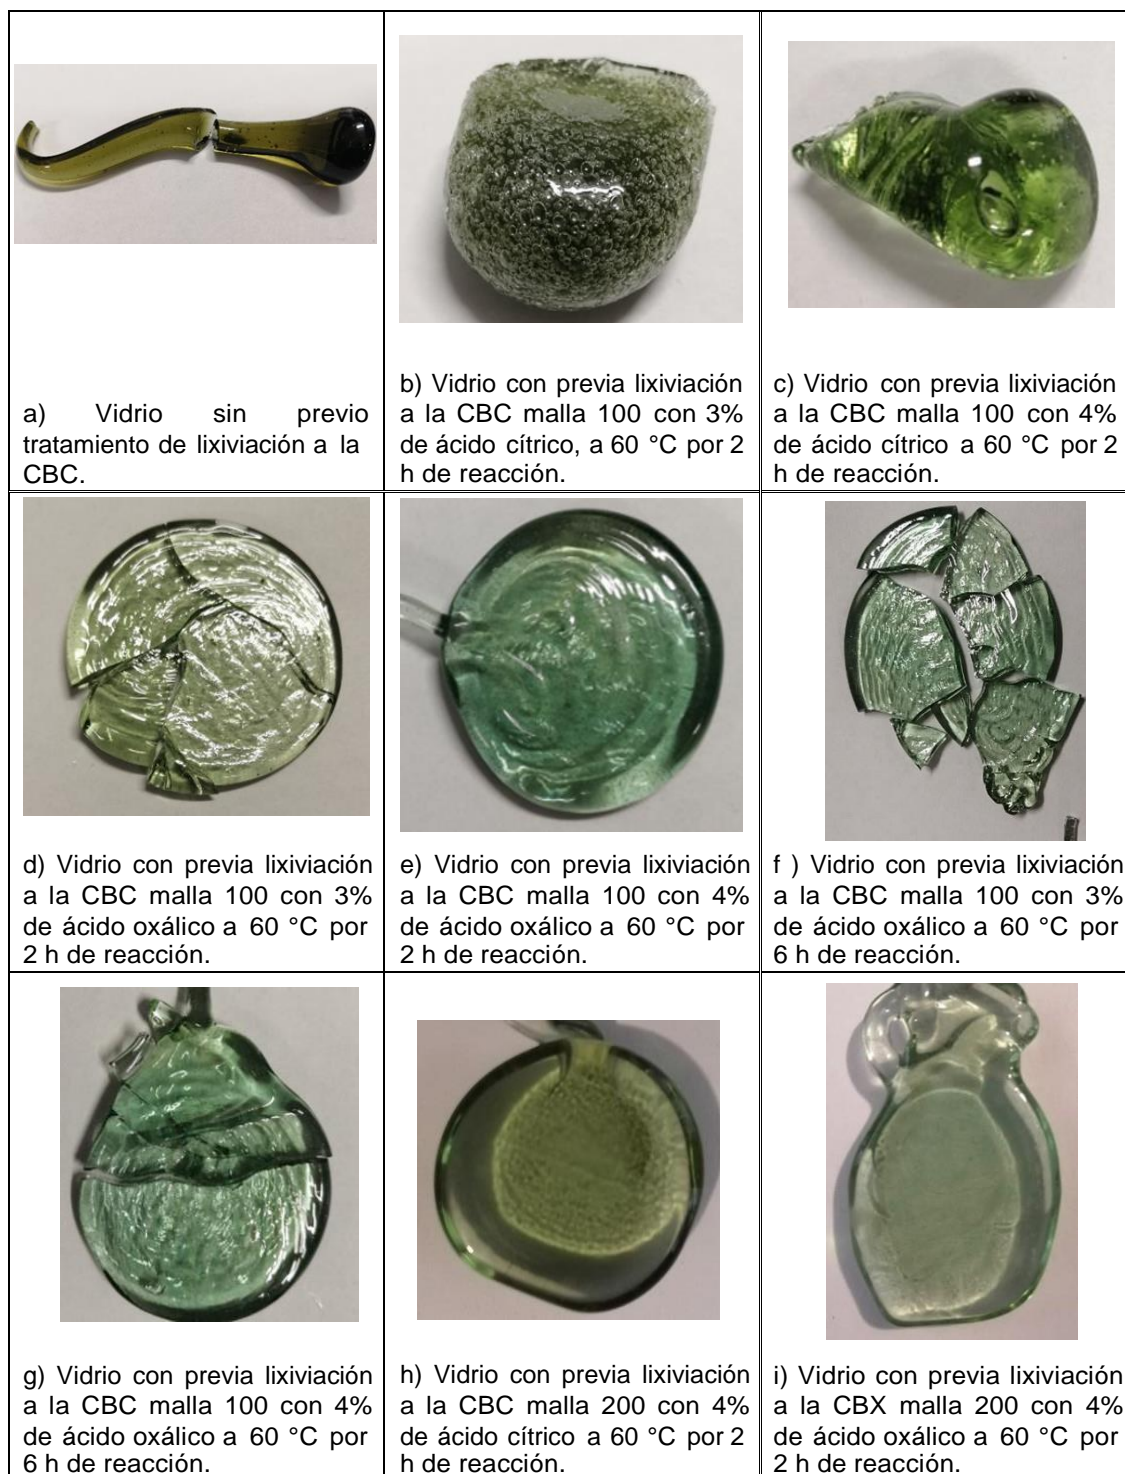 a) Vidrio sin previo
tratamiento de lixiviación a la
CBC.
b) Vidrio con previa lixiviación
a la CBC malla 100 con 3%
de ácido cítrico, a 60 °C por 2
h de reacción.
c) Vidrio con previa lixiviación
a la CBC malla 100 con 4%
de ácido cítrico a 60 °C por 2
h de reacción.
d) Vidrio con previa lixiviación
a la CBC malla 100 con 3%
de ácido oxálico a 60 °C por
2 h de reacción.
e) Vidrio con previa lixiviación
a la CBC malla 100 con 4%
de ácido oxálico a 60 °C por
2 h de reacción.
f ) Vidrio con previa lixiviación
a la CBC malla 100 con 3%
de ácido oxálico a 60 °C por
6 h de reacción.
g) Vidrio con previa lixiviación
a la CBC malla 100 con 4%
de ácido oxálico a 60 °C por
6 h de reacción.
h) Vidrio con previa lixiviación
a la CBC malla 200 con 4%
de ácido cítrico a 60 °C por 2
h de reacción.
i) Vidrio con previa lixiviación
a la CBX malla 200 con 4%
de ácido oxálico a 60 °C por
2 h de reacción.